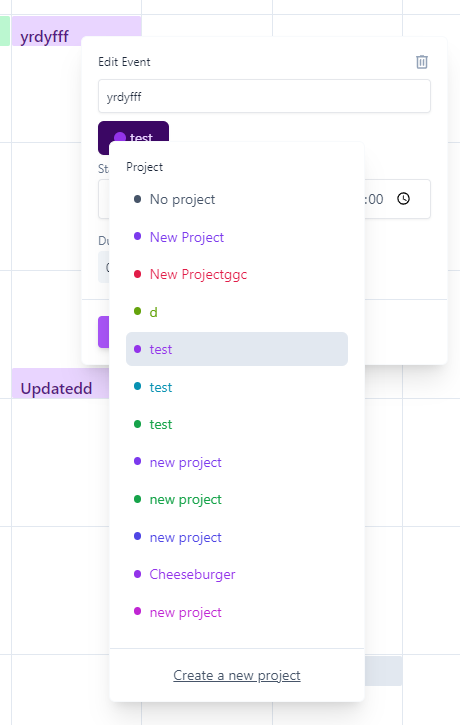 yrdyfff
Edit Event
yrdyfff
test
St
Project
No project
:00
New Project
Du
New Projectggc
d
test
Updatedd
test
test
new project
new project
new project
Cheeseburger
new project
Create a new project